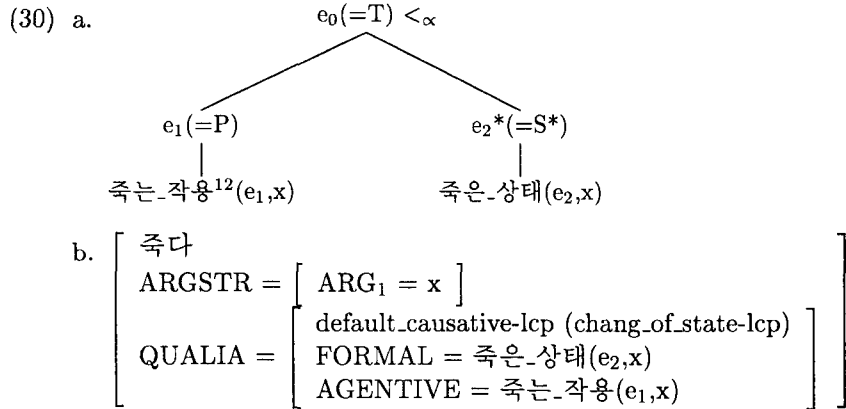 (30) a. e₀(=T) <∝
e₁(=P) e₂*(=S*)
죽는_작용¹²(e₁,x) 죽은_상태(e₂,x)
b. 죽다
ARGSTR = [ ARG₁ = x ]
default_causative-lcp (chang_of_state-lcp)
QUALIA = FORMAL = 죽은_상태(e₂,x)
AGENTIVE = 죽는_작용(e₁,x)